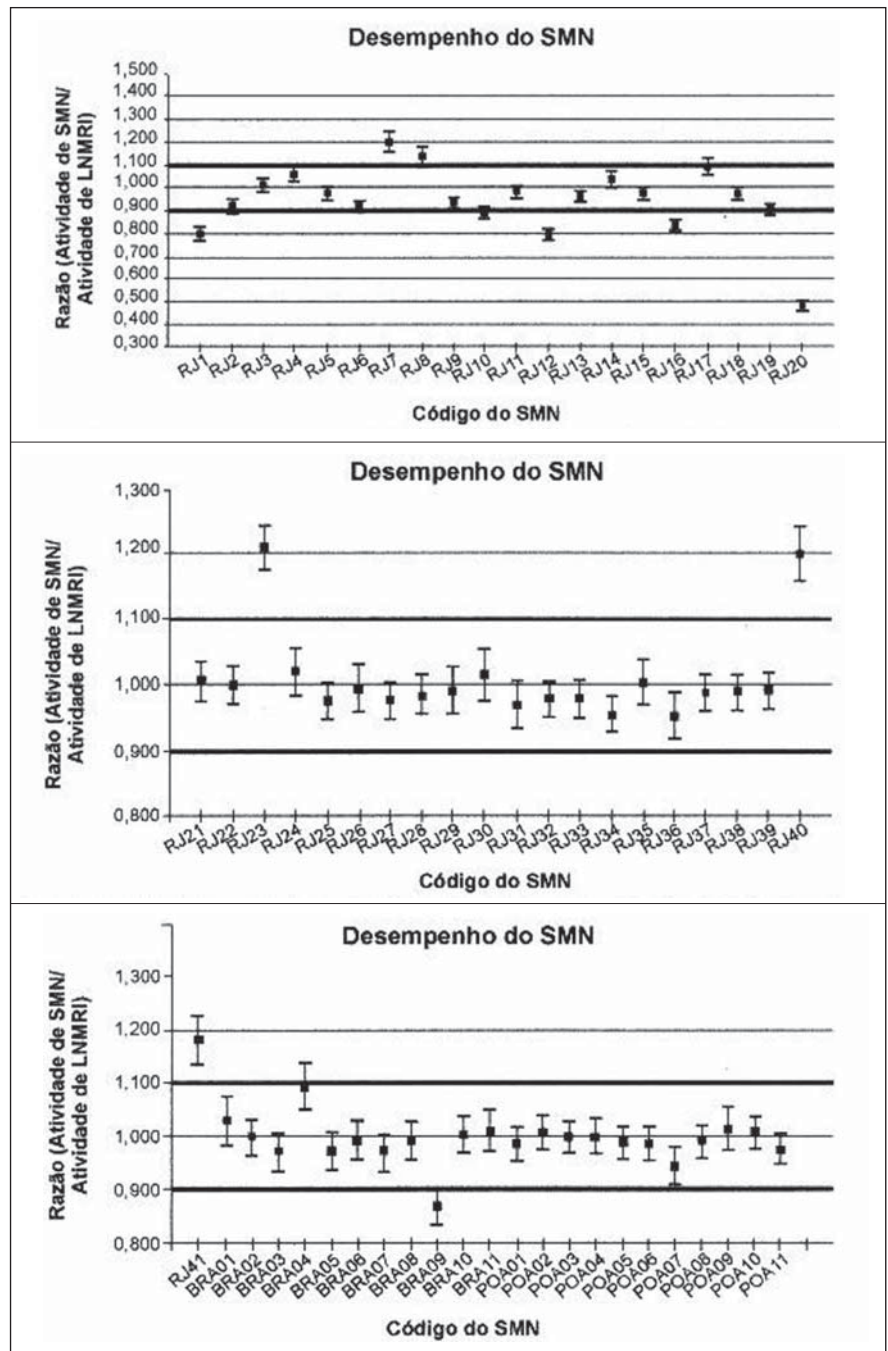 Desempenho do SMN
Razão (Atividade de SMN/
Atividade de LNMRI)
1,500
1,400
1,300
1,200
1,100
1,000
0,900
0,800
0,700
0,600
0,500
0,400
0,300
RJ1
RJ2
RJ3
RJ4
RJ5
RJ6
RJ7
RJ8
RJ9
RJ10
RJ11
RJ12
RJ13
RJ14
RJ15
RJ16
RJ17
RJ18
RJ19
RJ20
Código do SMN
Desempenho do SMN
Razão (Atividade de SMN/
Atividade de LNMRI)
1,300
1,200
1,100
1,000
0,900
0,800
RJ21
RJ22
RJ23
RJ24
RJ25
RJ26
RJ27
RJ28
RJ29
RJ30
RJ31
RJ32
RJ33
RJ34
RJ35
RJ36
RJ37
RJ38
RJ39
RJ40
Código do SMN
Desempenho do SMN
Razão (Atividade de SMN/
Atividade de LNMRI)
1,300
1,200
1,100
1,000
0,900
0,800
RJ41
BRA01
BRA02
BRA03
BRA04
BRA05
BRA06
BRA07
BRA08
BRA09
BRA10
BRA11
POA01
POA02
POA03
POA04
POA05
POA06
POA07
POA08
POA09
POA10
POA11
Código do SMN